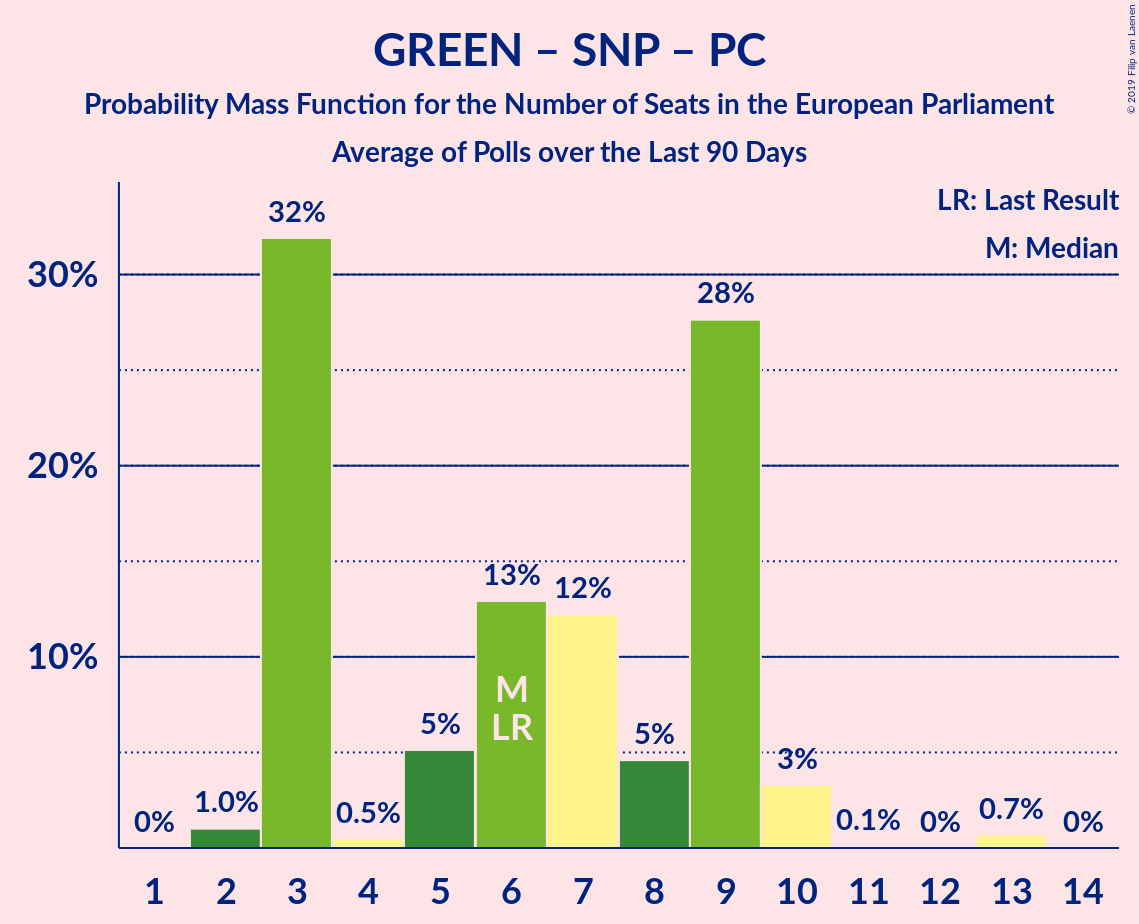 GREEN – SNP – PC
Probability Mass Function for the Number of Seats in the European Parliament
Average of Polls over the Last 90 Days
© 2019 Filip van Laenen
LR: Last Result
M: Median
30%
20%
10%
0%
1.0%
32%
0.5%
5%
13%
12%
5%
28%
3%
0.1%
0%
0.7%
0%
M
LR
1 2 3 4 5 6 7 8 9 10 11 12 13 14